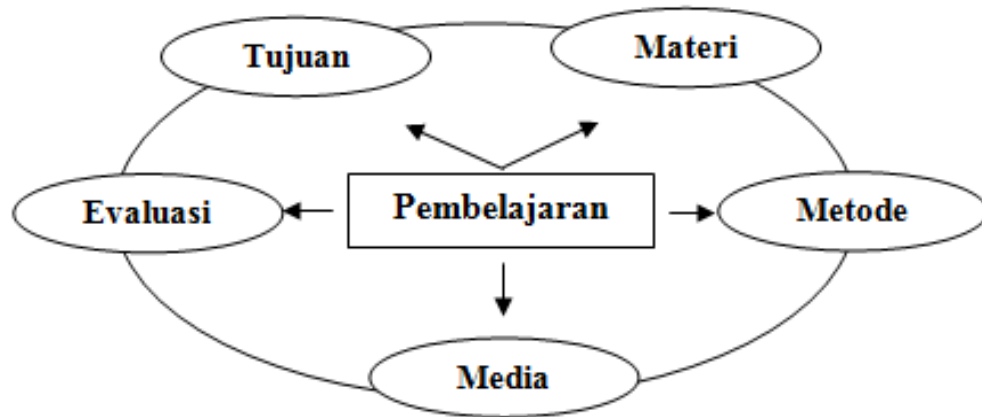 Tujuan
Materi
Evaluasi
Pembelajaran
Metode
Media